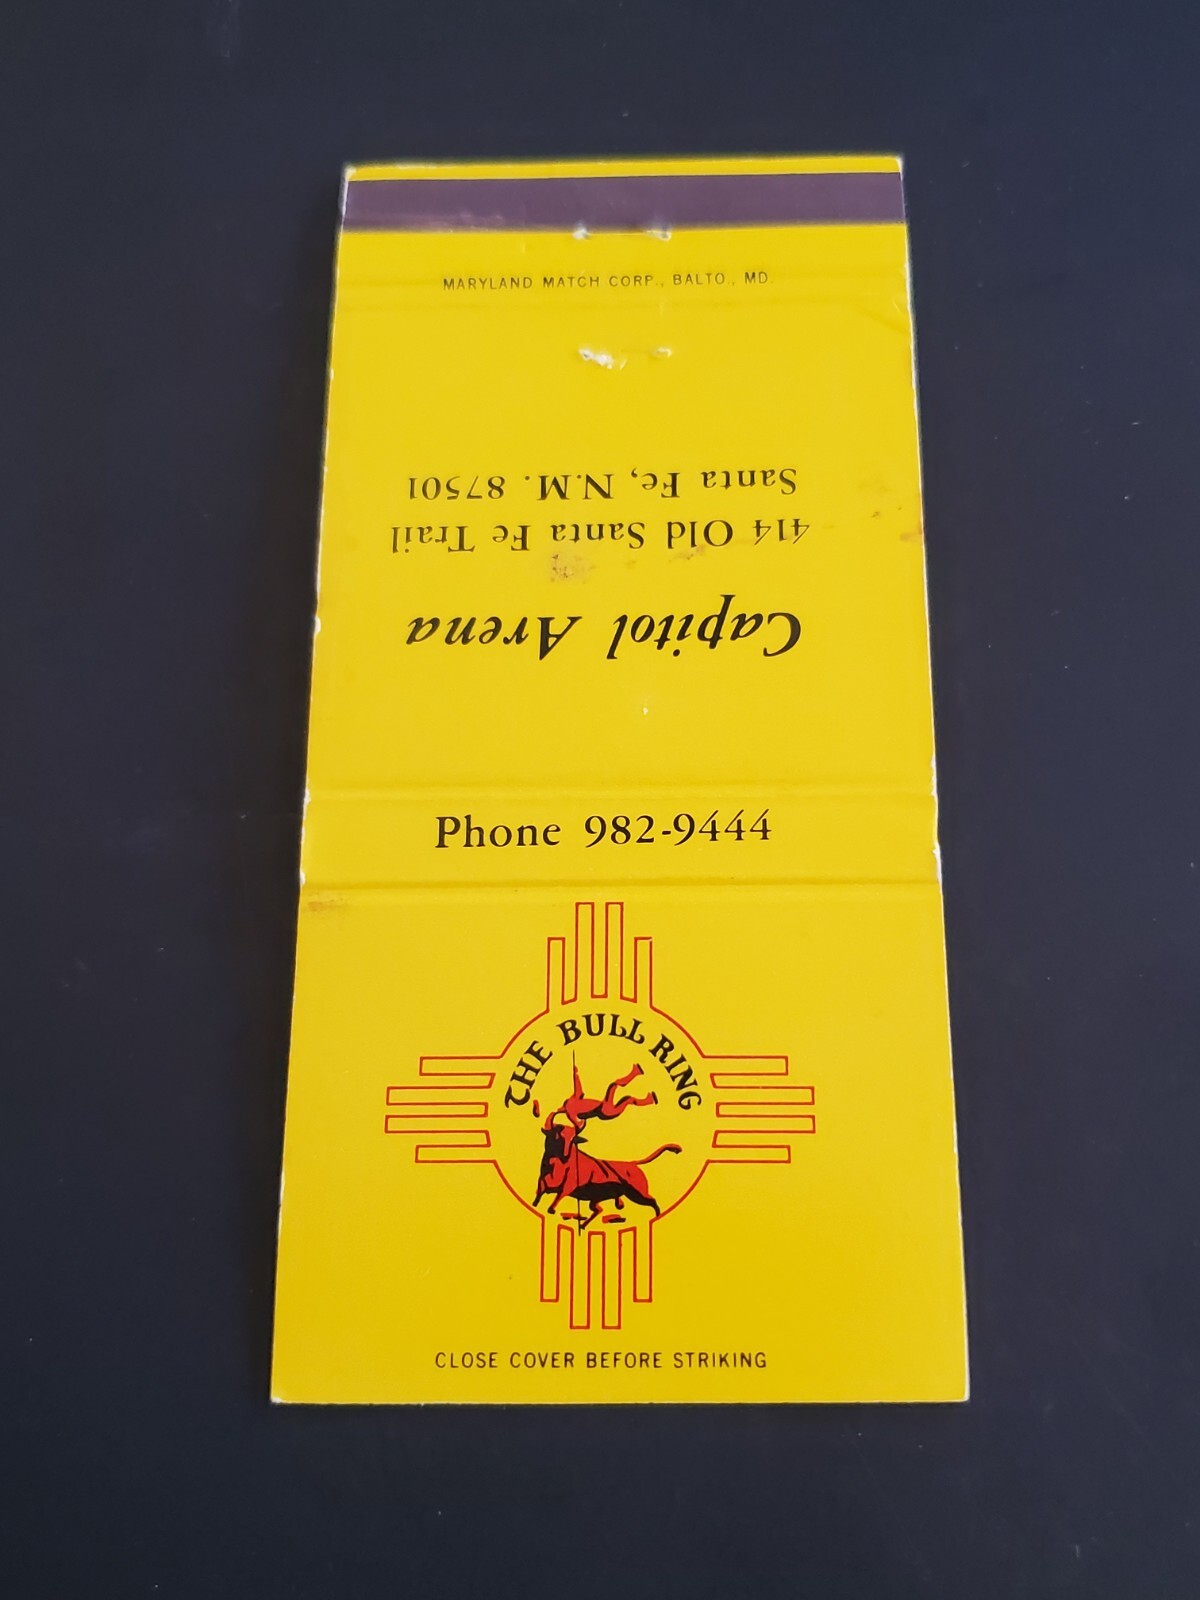 MARYLAND MATCH CORP., BALTO., MD.
Capitol Arena
414 Old Santa Fe Trail
Santa Fe, N.M. 87501
Phone 982-9444
THE BULL RING
CLOSE COVER BEFORE STRIKING